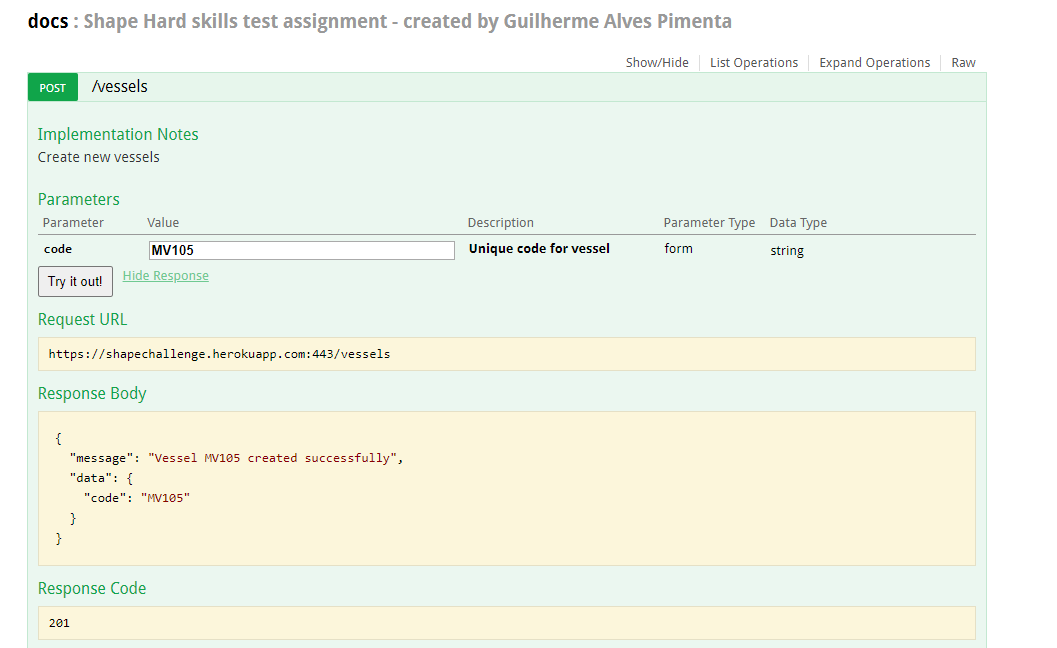 docs : Shape Hard skills test assignment - created by Guilherme Alves Pimenta
Show/Hide List Operations Expand Operations Raw
POST /vessels
Implementation Notes
Create new vessels
Parameters
Parameter Value Description Parameter Type Data Type
code MV105 Unique code for vessel form string
Try it out! Hide Response
Request URL
https://shapechallenge.herokuapp.com:443/vessels
Response Body
{
"message": "Vessel MV105 created successfully",
"data": {
"code": "MV105"
}
}
Response Code
201